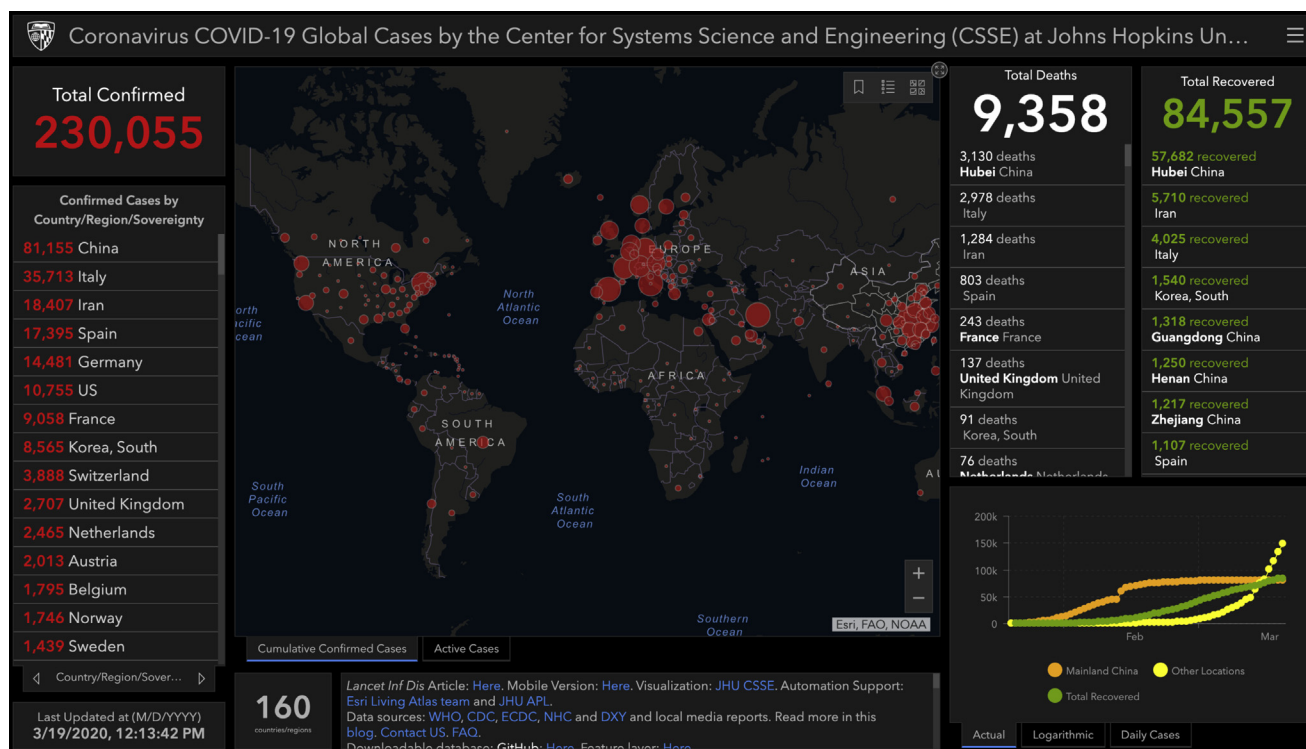 Coronavirus COVID-19 Global Cases by the Center for Systems Science and Engineering (CSSE) at Johns Hopkins Un...
Total Confirmed
230,055
Confirmed Cases by
Country/Region/Sovereignty
81,155 China
35,713 Italy
18,407 Iran
17,395 Spain
14,481 Germany
10,755 US
9,058 France
8,565 Korea, South
3,888 Switzerland
2,707 United Kingdom
2,465 Netherlands
2,013 Austria
1,795 Belgium
1,746 Norway
1,439 Sweden
Country/Region/Sover...
Last Updated at (M/D/YYYY)
3/19/2020, 12:13:42 PM
NORTH
AMERICA
EUROPE
ASIA
North
Atlantic
Ocean
orth
acific
cean
AFRICA
SOUTH
AMERICA
Indian
Ocean
AU
South
Pacific
Ocean
South
Atlantic
Ocean
Southern
Ocean
+
−
Esri, FAO, NOAA
Cumulative Confirmed Cases
Active Cases
160
countries/regions
Lancet Inf Dis Article: Here. Mobile Version: Here. Visualization: JHU CSSE. Automation Support:
Esri Living Atlas team and JHU APL.
Data sources: WHO, CDC, ECDC, NHC and DXY and local media reports. Read more in this
blog. Contact US. FAQ.
Downloadable database: GitHub: Here. Feature layer: Here.
Total Deaths
9,358
3,130 deaths
Hubei China
2,978 deaths
Italy
1,284 deaths
Iran
803 deaths
Spain
243 deaths
France France
137 deaths
United Kingdom United
Kingdom
91 deaths
Korea, South
76 deaths
Netherlands Netherlands
Total Recovered
84,557
57,682 recovered
Hubei China
5,710 recovered
Iran
4,025 recovered
Italy
1,540 recovered
Korea, South
1,318 recovered
Guangdong China
1,250 recovered
Henan China
1,217 recovered
Zhejiang China
1,107 recovered
Spain
200k
150k
100k
50k
0
Feb
Mar
Mainland China
Other Locations
Total Recovered
Actual
Logarithmic
Daily Cases